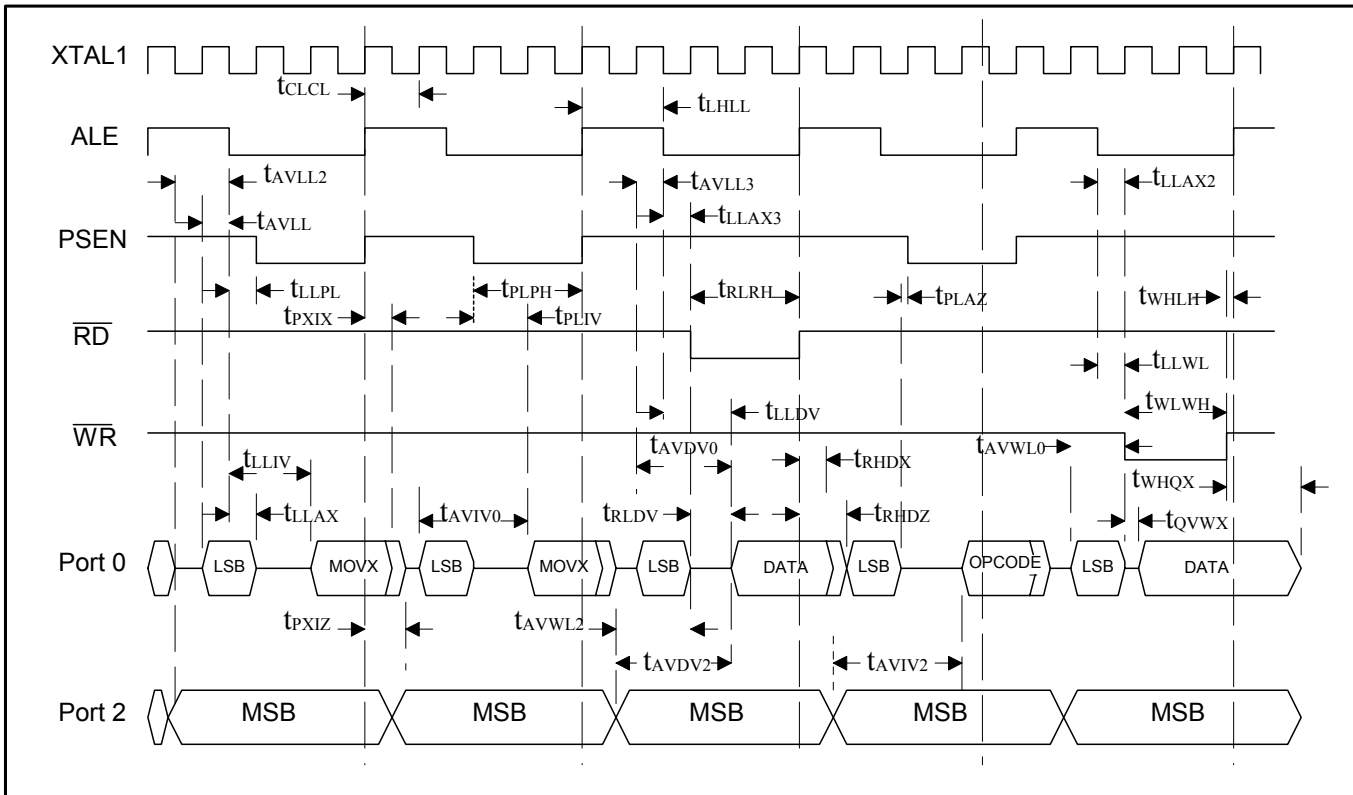 XTAL1
tCLCL
tLHLL
ALE
tAVLL2
tAVLL3
tLLAX2
tAVLL
tLLAX3
PSEN
tLLPL
tPLPH
tRLRH
tPLAZ
tWHLH
tPXIX
tPLIV
RD
tLLWL
tWLWH
tLLDV
WR
tAVDV0
tAVWL0
tLLIV
tRHDX
tWHQX
tLLAX
tAVIV0
tRLDV
tRHDZ
tQVWX
Port 0
LSB MOVX LSB MOVX LSB DATA LSB OPCODE LSB DATA
tPXIZ
tAVWL2
tAVDV2
tAVIV2
Port 2
MSB MSB MSB MSB MSB